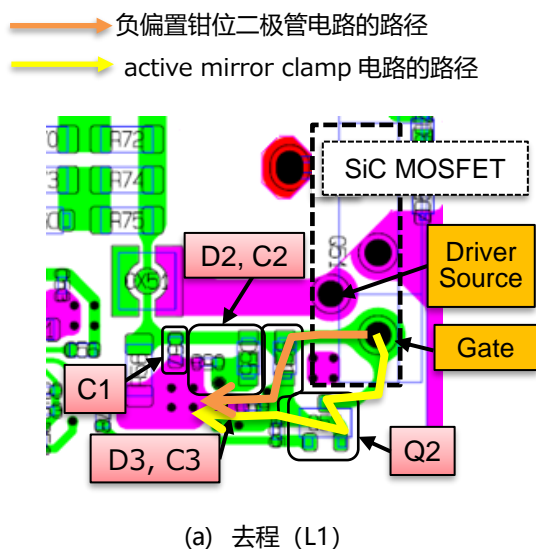 负偏置钳位二极管电路的路径
active mirror clamp 电路的路径
R72
R74
R75
SiC MOSFET
D2, C2
Driver
Source
C1
Gate
D3, C3
Q2
(a) 去程（L1）